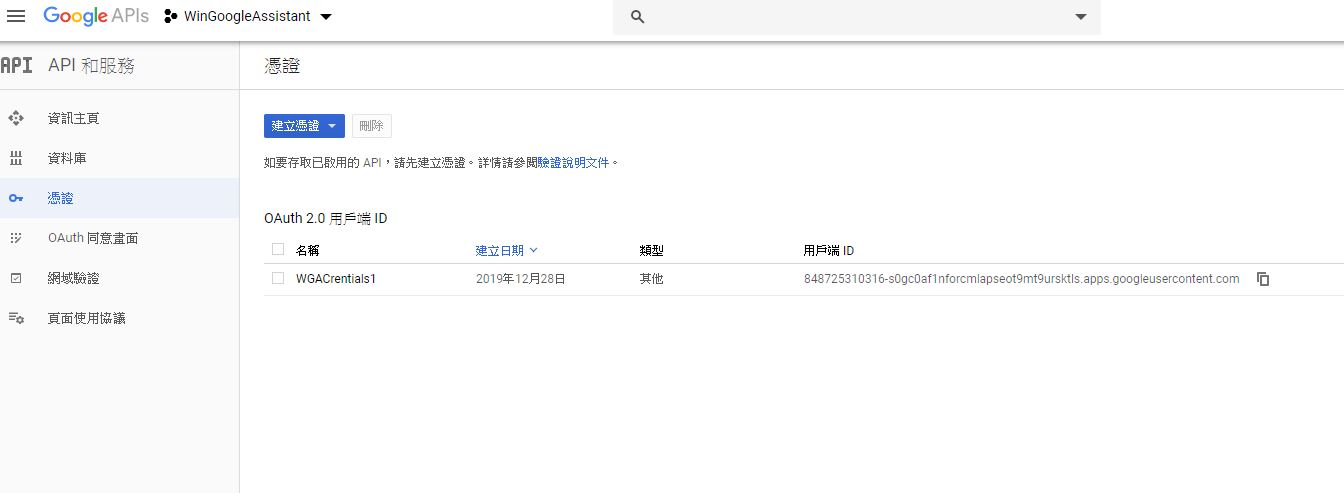 Google APIs WinGoogleAssistant
API API 和服務
憑證
資訊主頁
資料庫
憑證
OAuth 同意畫面
網域驗證
頁面使用協議
建立憑證 刪除
如要存取已啟用的 API，請先建立憑證。詳情請參閱驗證說明文件。
OAuth 2.0 用戶端 ID
名稱 建立日期 類型 用戶端 ID
WGACrentials1 2019年12月28日 其他 848725310316-s0gc0af1nforcmlapseot9mt9ursktls.apps.googleusercontent.com